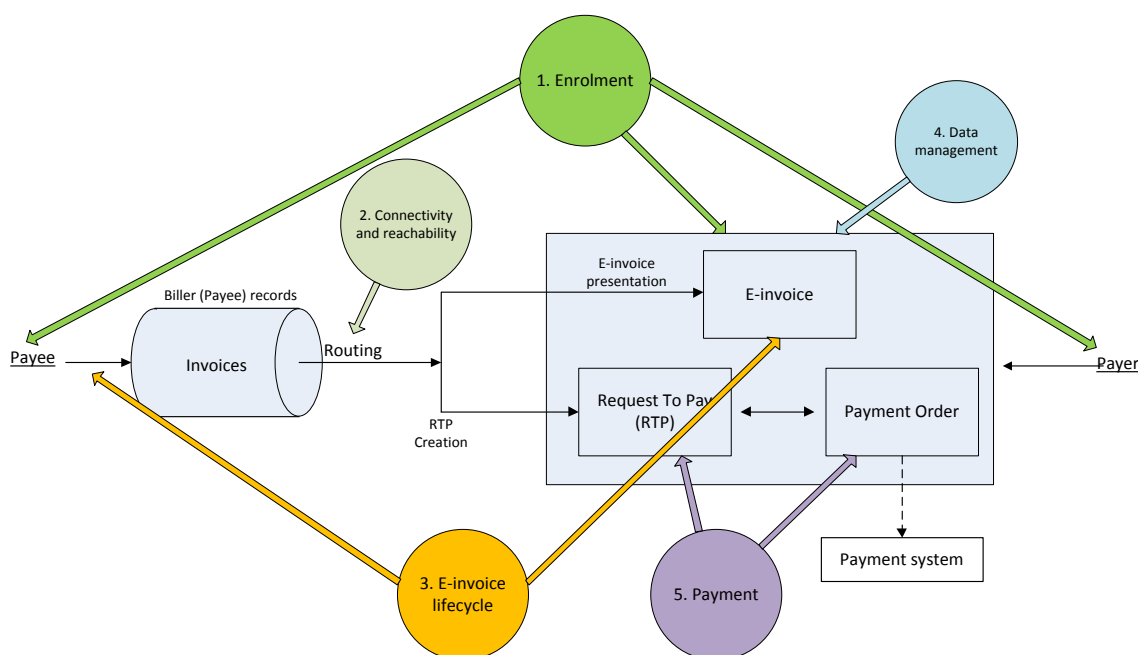 1. Enrolment
4. Data
management
2. Connectivity
and reachability
E-invoice
presentation
E-invoice
Biller (Payee) records
Payee
Invoices
Routing
Payer
Request To Pay
(RTP)
Payment Order
RTP
Creation
Payment system
3. E-invoice
lifecycle
5. Payment